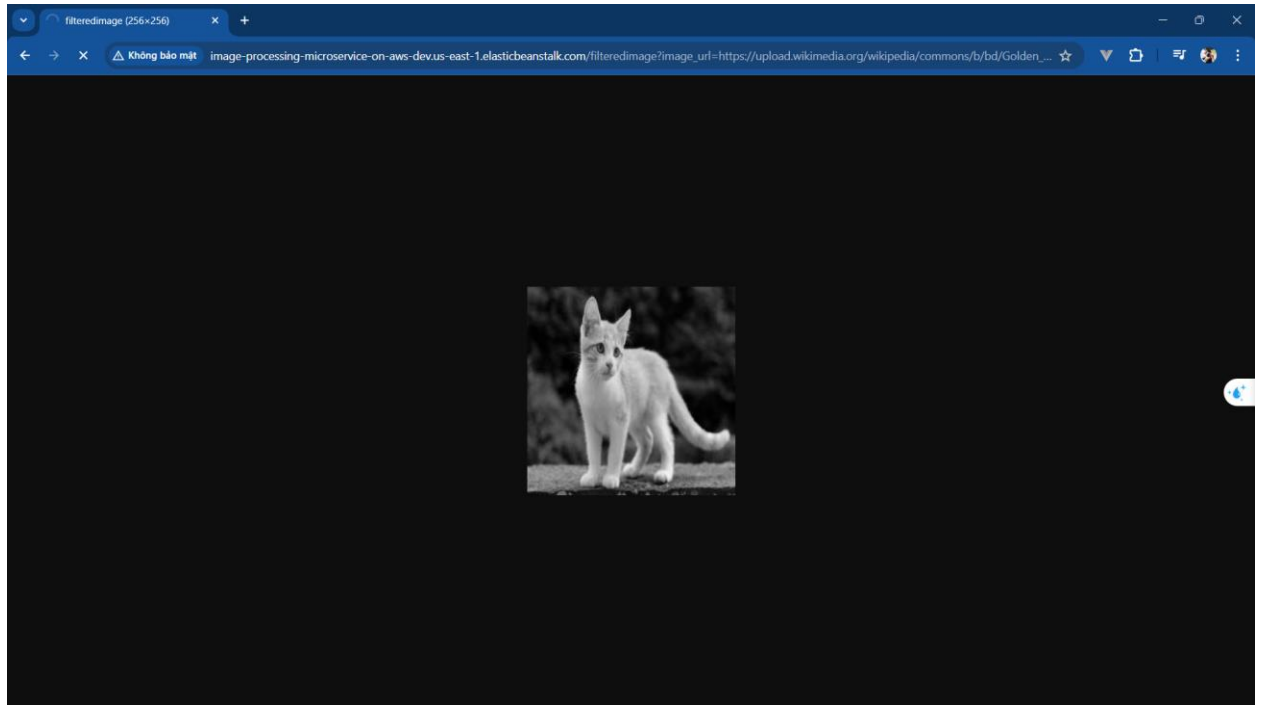 filteredimage (256×256)
Không bảo mật
image-processing-microservice-on-aws-dev.us-east-1.elasticbeanstalk.com/filteredimage?image_url=https://upload.wikimedia.org/wikipedia/commons/b/bd/Golden_...